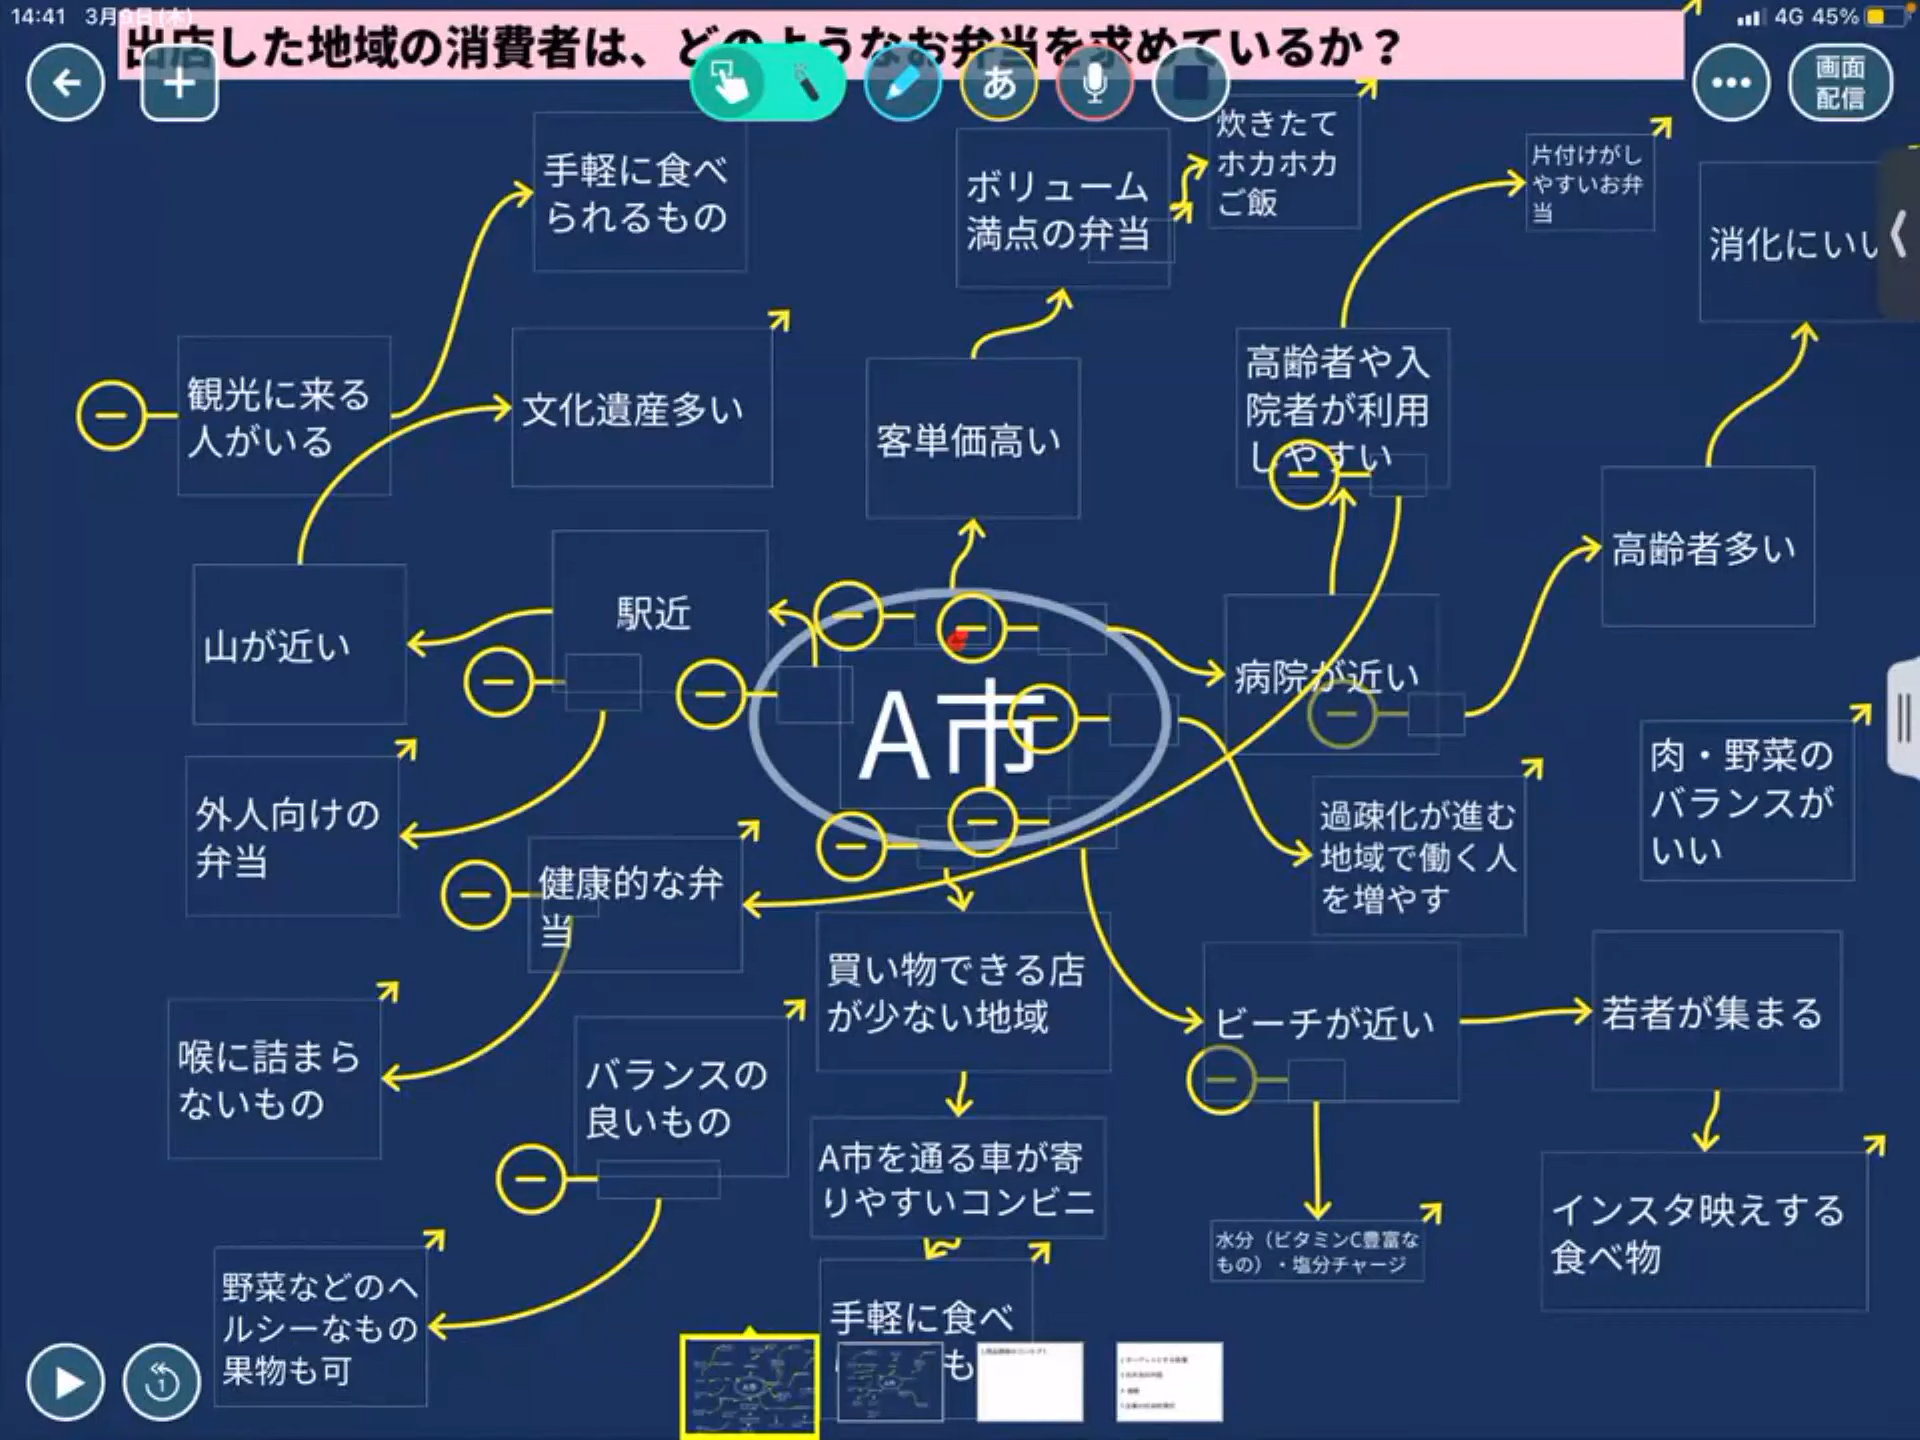 14:41 3月9日(木)
4G 45%
出店した地域の消費者は、どのようなお弁当を求めているか？
あ
画面
配信
手軽に食べ
られるもの
ボリューム
満点の弁当
炊きたて
ホカホカ
ご飯
片付けがし
やすいお弁
当
消化にいい
観光に来る
人がいる
文化遺産多い
客単価高い
高齢者や入
院者が利用
しやすい
高齢者多い
山が近い
駅近
A市
病院が近い
外人向けの
弁当
健康的な弁
当
過疎化が進む
地域で働く人
を増やす
肉・野菜の
バランスが
いい
買い物できる店
が少ない地域
ビーチが近い
若者が集まる
喉に詰まら
ないもの
バランスの
良いもの
A市を通る車が寄
りやすいコンビニ
水分（ビタミンC豊富な
もの）・塩分チャージ
インスタ映えする
食べ物
野菜などのヘ
ルシーなもの
果物も可
手軽に食べ
も
1